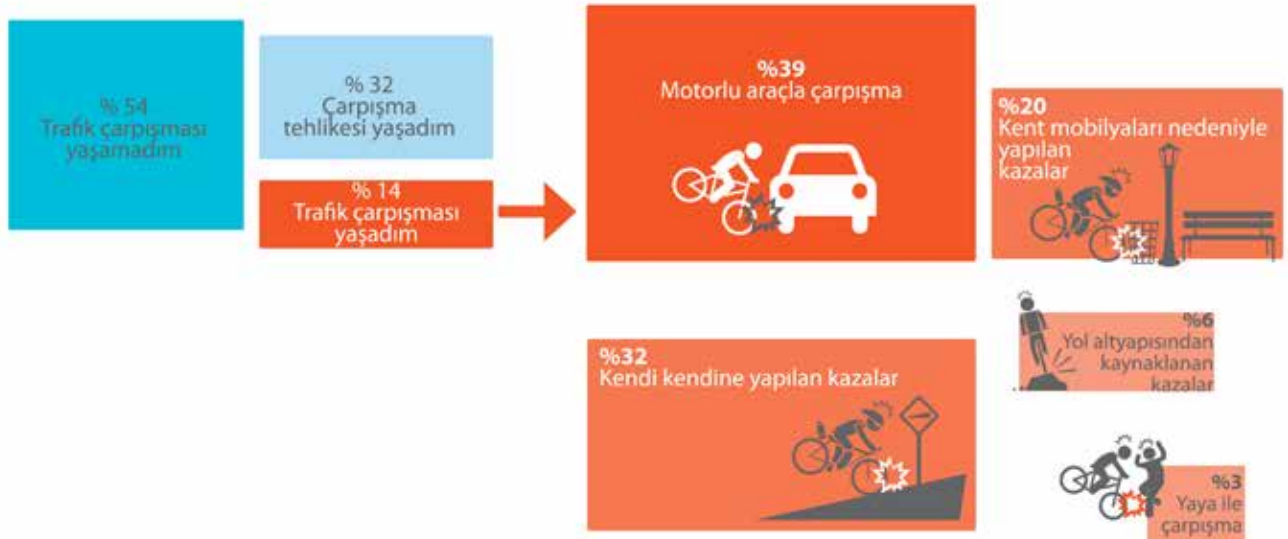 % 54
Trafik çarpışması
yaşamadım
% 32
Çarpışma
tehlikesi yaşadım
% 14
Trafik çarpışması
yaşadım
%39
Motorlu araçla çarpışma
%20
Kent mobilyaları nedeniyle
yapılan
kazalar
%32
Kendi kendine yapılan kazalar
%6
Yol altyapısından
kaynaklanan
kazalar
%3
Yaya ile
çarpışma